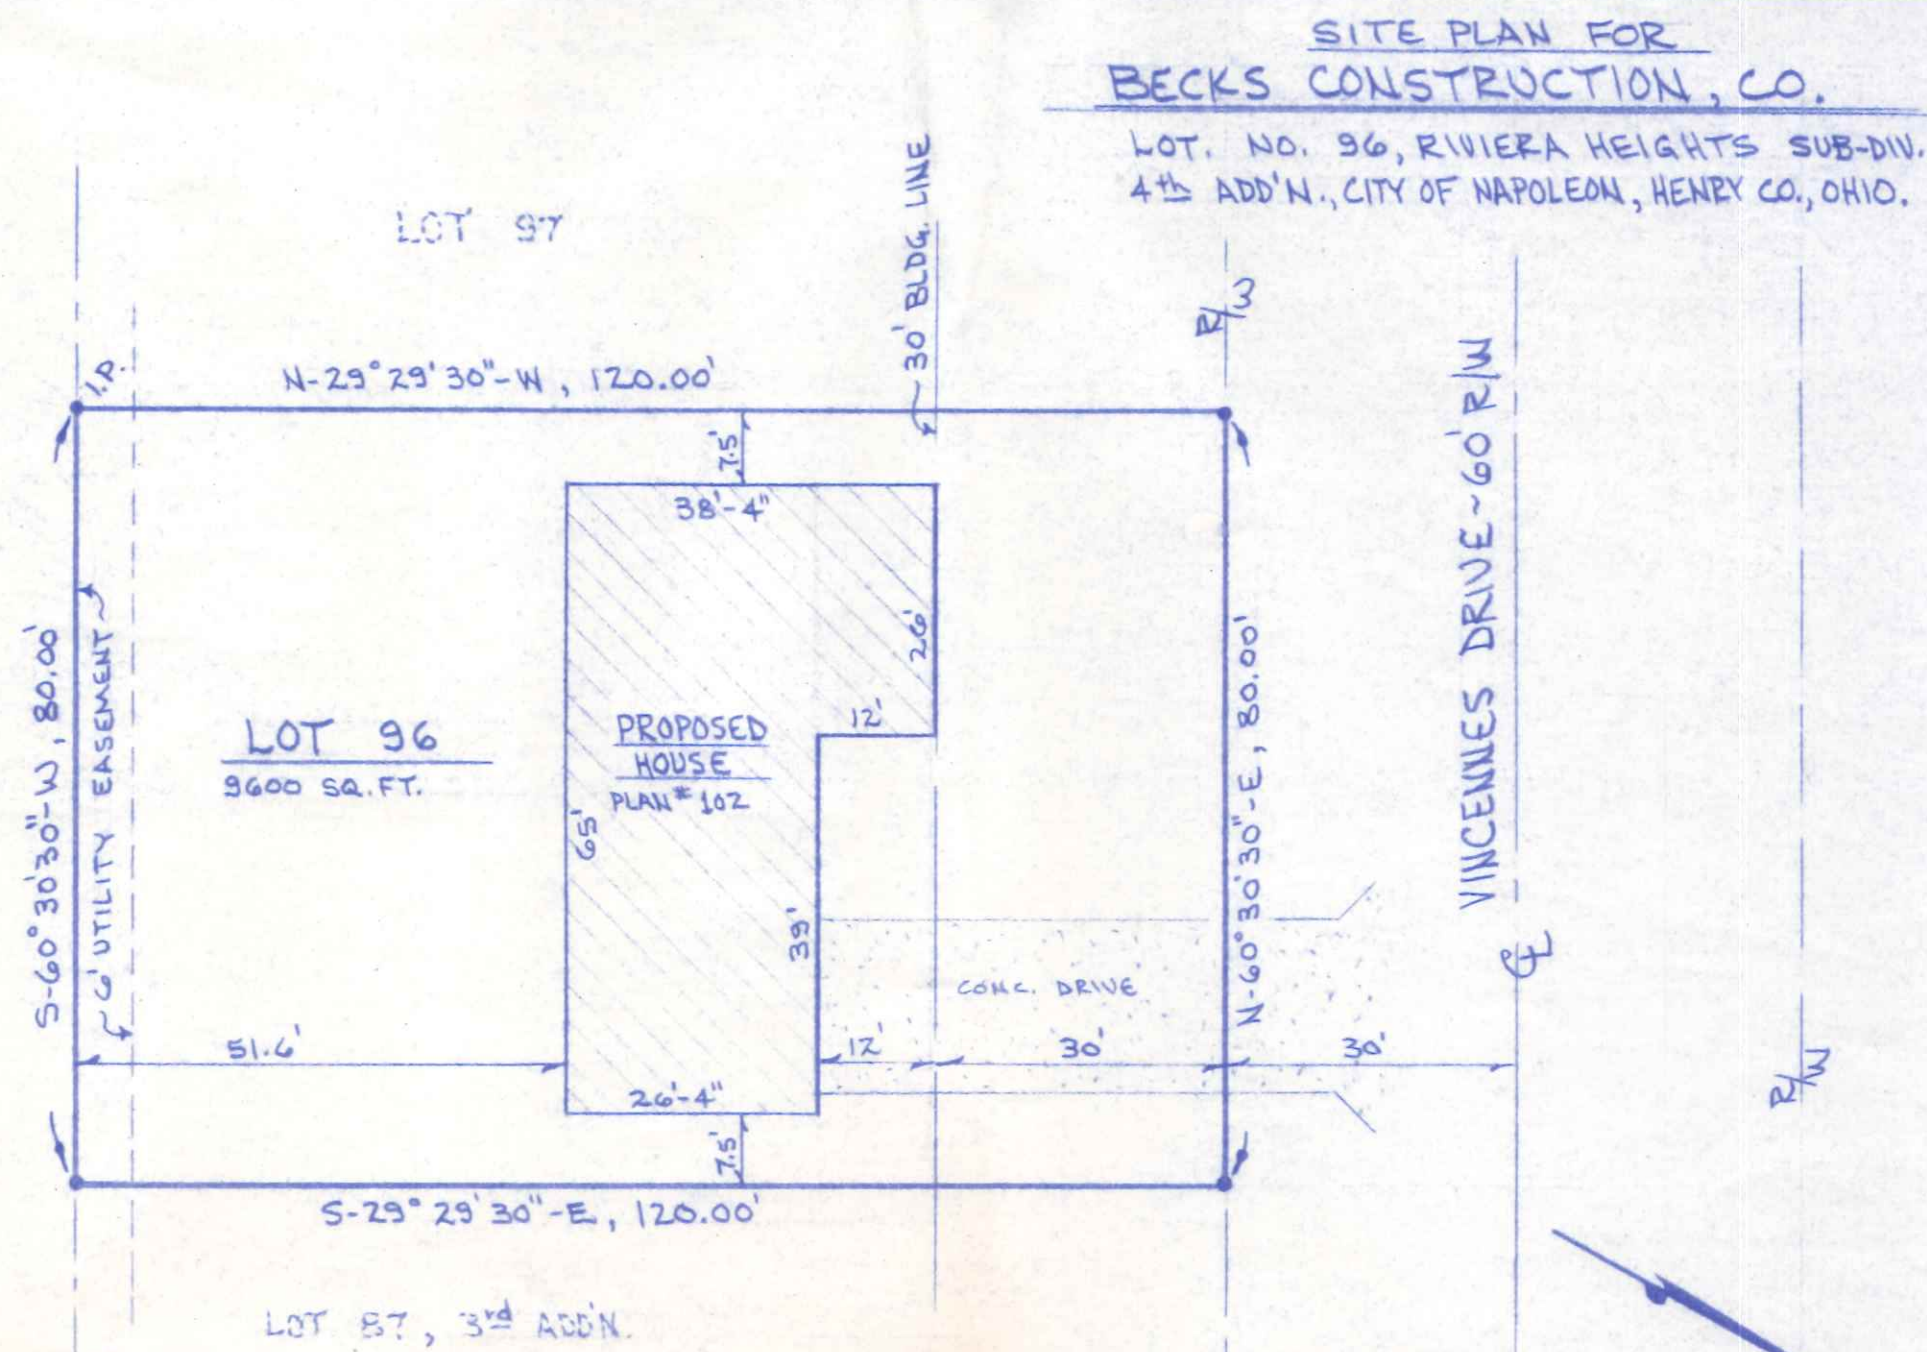 SITE PLAN FOR
BECKS CONSTRUCTION, CO.
LOT. NO. 96, RIVIERA HEIGHTS SUB-DIV.
4th ADD'N., CITY OF NAPOLEON, HENRY CO., OHIO.
LOT 97
30' BLDG. LINE
R/W
I.P.
N-29°29'30"-W, 120.00'
VINCENNES DRIVE ~ 60' R/W
7.5'
38'-4"
26'
12'
S-60°30'30"-W, 80.00'
6' UTILITY EASEMENT
LOT 96
9600 SQ. FT.
PROPOSED
HOUSE
PLAN #102
65'
39'
N-60°30'30"-E, 80.00'
CONC. DRIVE
℄
51.6'
12'
30'
30'
R/W
26'-4"
7.5'
S-29°29'30"-E, 120.00'
LOT 87, 3rd ADD'N.